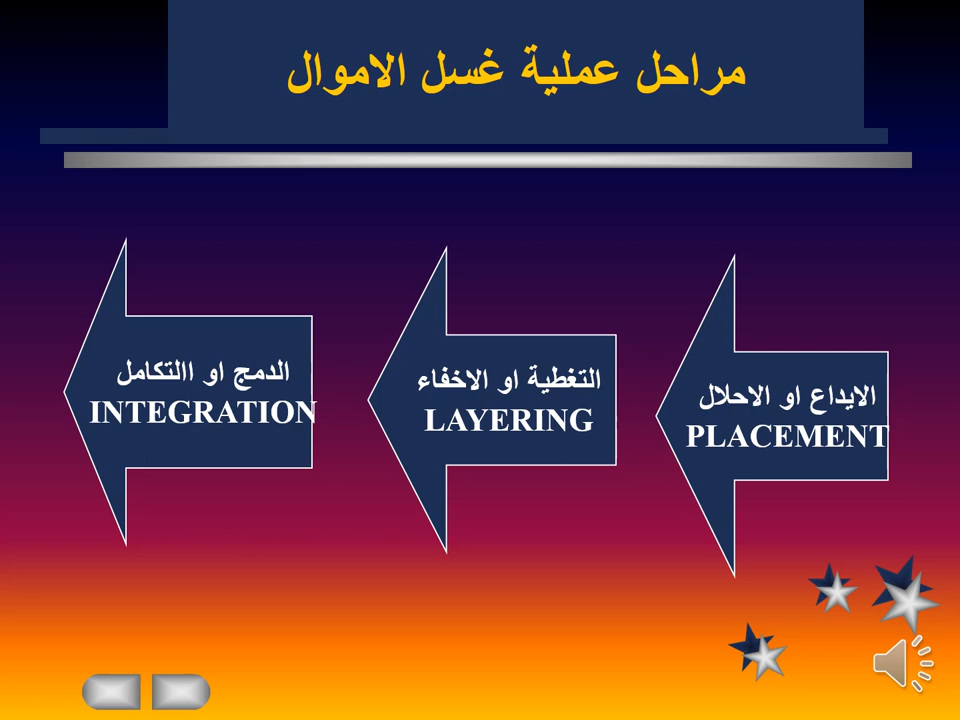 مراحل عملية غسل الاموال
الايداع او الاحلال
PLACEMENT
التغطية او الاخفاء
LAYERING
الدمج او االتكامل
INTEGRATION